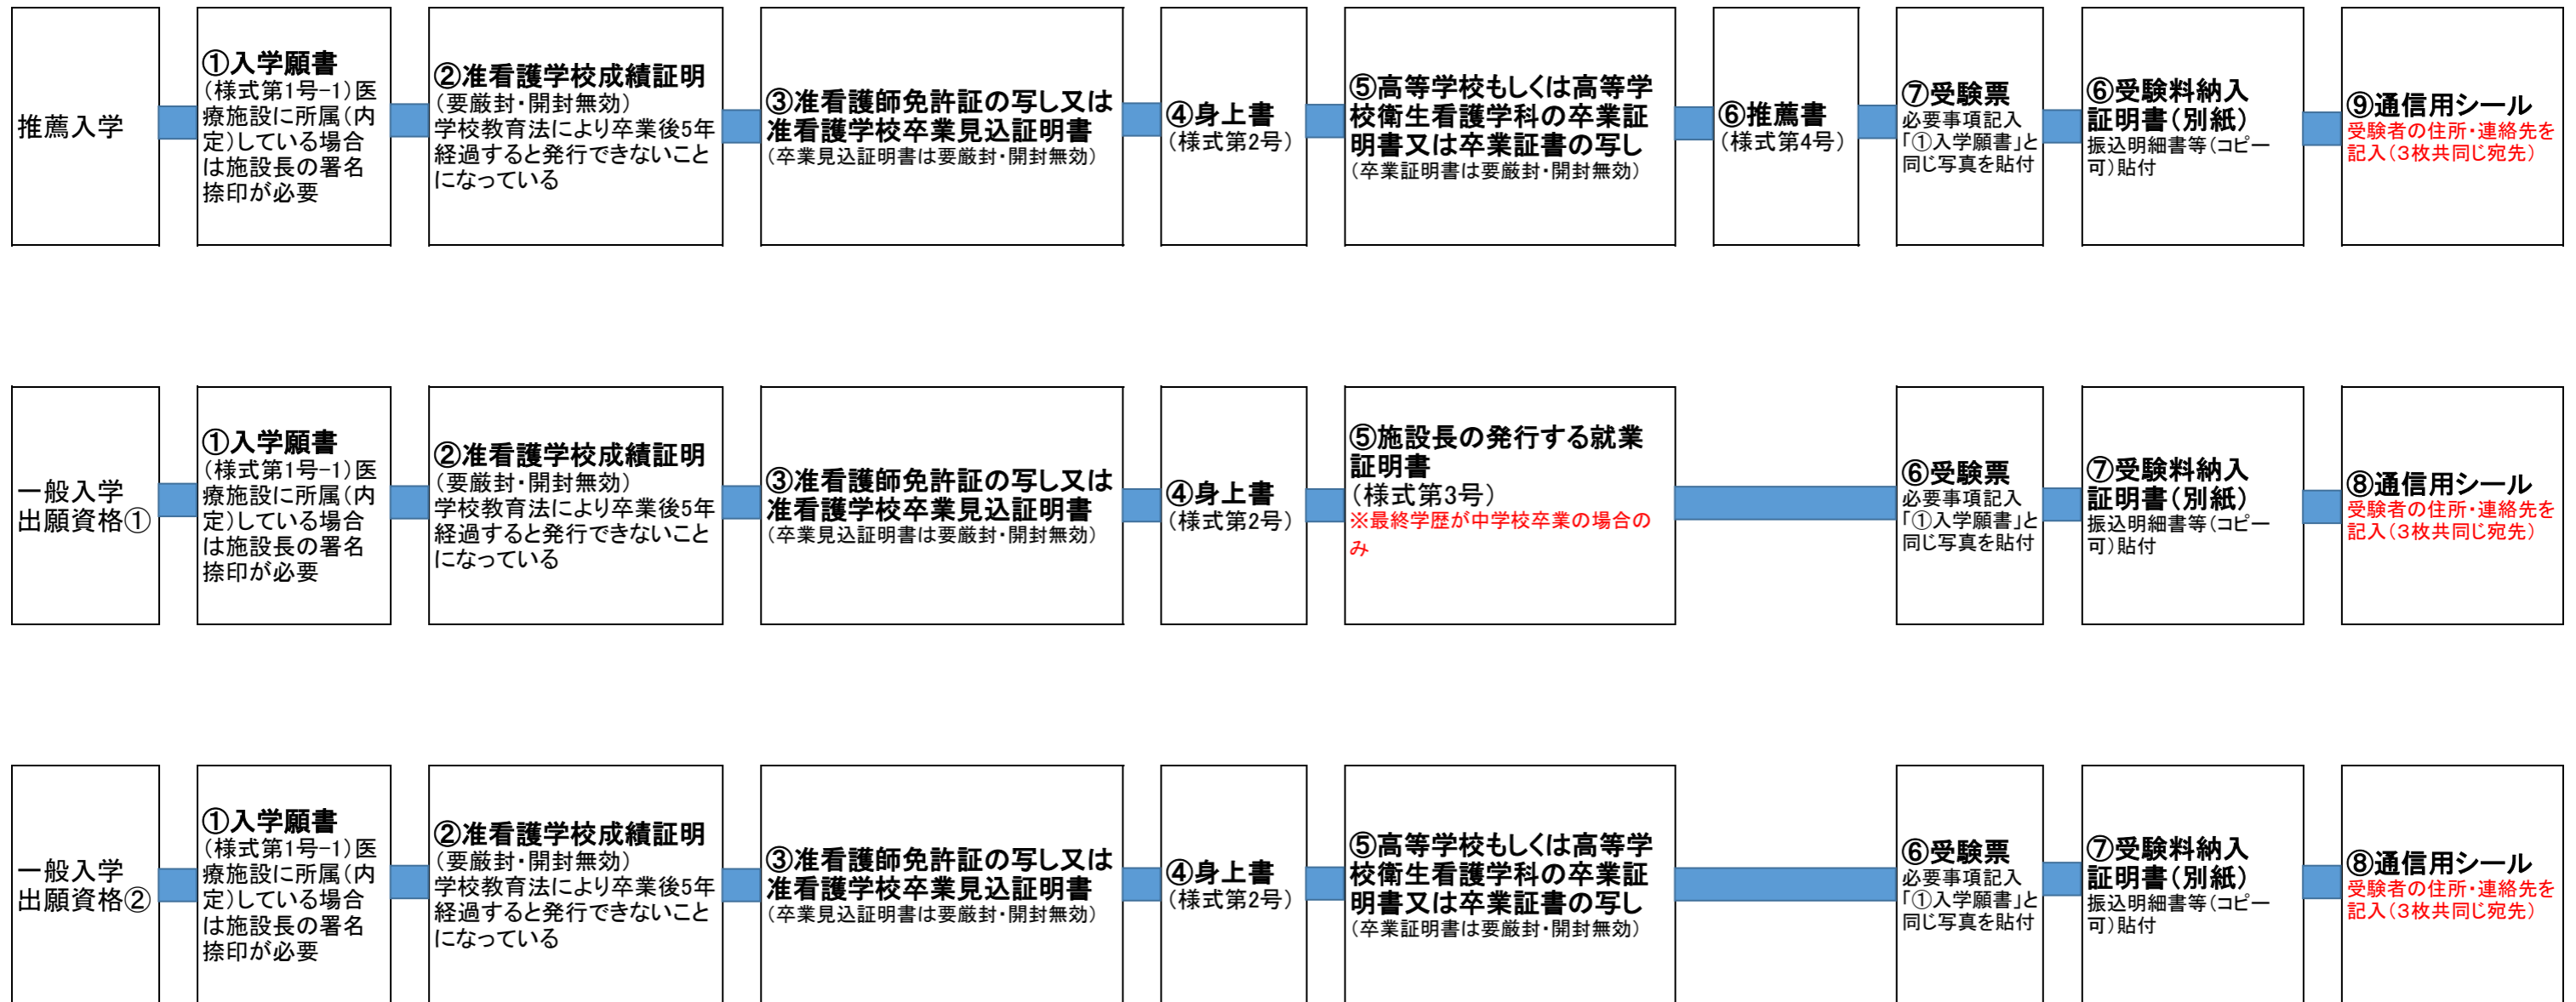 推薦入学
①入学願書
(様式第1号-1)医
療施設に所属(内
定)している場合
は施設長の署名
捺印が必要
②准看護学校成績証明
(要厳封・開封無効)
学校教育法により卒業後5年
経過すると発行できないこと
になっている
③准看護師免許証の写し又は
准看護学校卒業見込証明書
(卒業見込証明書は要厳封・開封無効)
④身上書
(様式第2号)
⑤高等学校もしくは高等学
校衛生看護学科の卒業証
明書又は卒業証書の写し
(卒業証明書は要厳封・開封無効)
⑥推薦書
(様式第4号)
⑦受験票
必要事項記入
「①入学願書」と
同じ写真を貼付
⑥受験料納入
証明書(別紙)
振込明細書等(コピー
可)貼付
⑨通信用シール
受験者の住所・連絡先を
記入(3枚共同じ宛先)
一般入学
出願資格①
①入学願書
(様式第1号-1)医
療施設に所属(内
定)している場合
は施設長の署名
捺印が必要
②准看護学校成績証明
(要厳封・開封無効)
学校教育法により卒業後5年
経過すると発行できないこと
になっている
③准看護師免許証の写し又は
准看護学校卒業見込証明書
(卒業見込証明書は要厳封・開封無効)
④身上書
(様式第2号)
⑤施設長の発行する就業
証明書
(様式第3号)
※最終学歴が中学校卒業の場合の
み
⑥受験票
必要事項記入
「①入学願書」と
同じ写真を貼付
⑦受験料納入
証明書(別紙)
振込明細書等(コピー
可)貼付
⑧通信用シール
受験者の住所・連絡先を
記入(3枚共同じ宛先)
一般入学
出願資格②
①入学願書
(様式第1号-1)医
療施設に所属(内
定)している場合
は施設長の署名
捺印が必要
②准看護学校成績証明
(要厳封・開封無効)
学校教育法により卒業後5年
経過すると発行できないこと
になっている
③准看護師免許証の写し又は
准看護学校卒業見込証明書
(卒業見込証明書は要厳封・開封無効)
④身上書
(様式第2号)
⑤高等学校もしくは高等学
校衛生看護学科の卒業証
明書又は卒業証書の写し
(卒業証明書は要厳封・開封無効)
⑥受験票
必要事項記入
「①入学願書」と
同じ写真を貼付
⑦受験料納入
証明書(別紙)
振込明細書等(コピー
可)貼付
⑧通信用シール
受験者の住所・連絡先を
記入(3枚共同じ宛先)